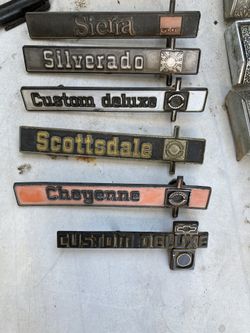 Sierra
Silverado
Custom deluxe
Scottsdale
Cheyenne
CUSTOM DELUXE